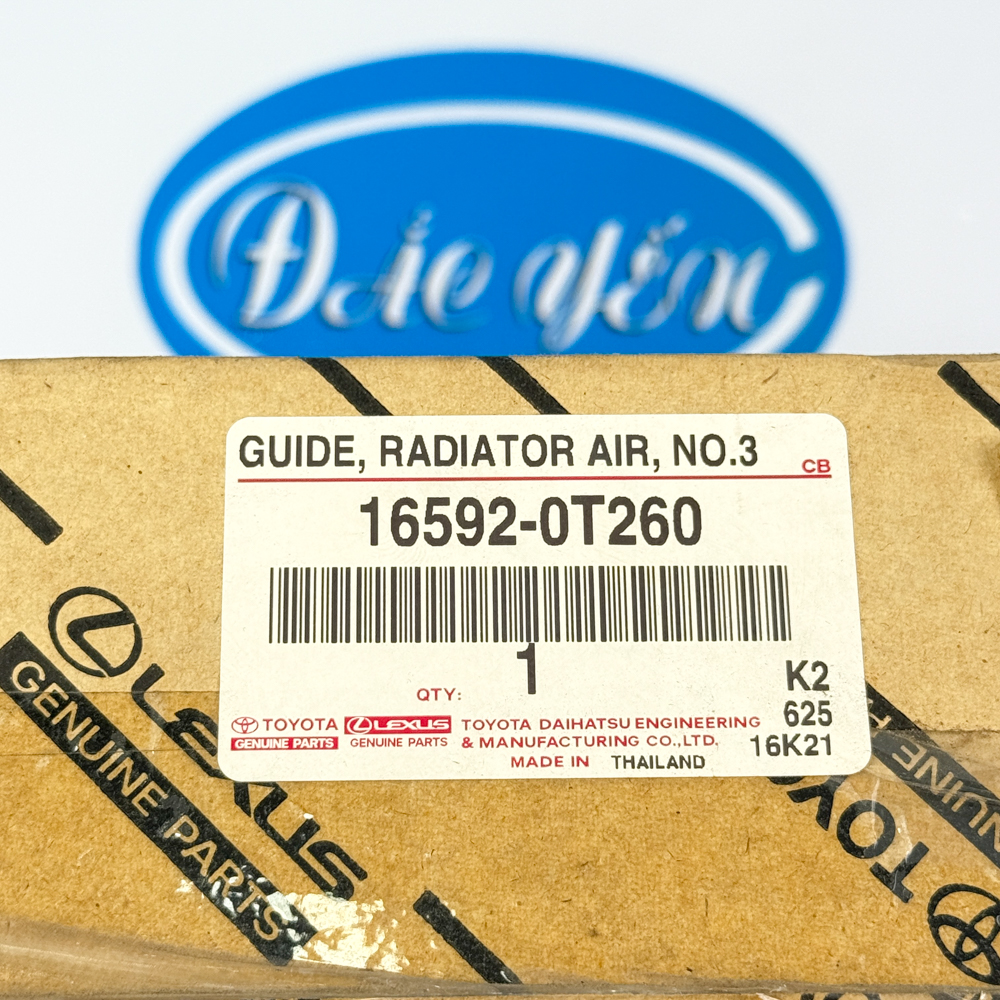 ĐẮC YẾN
GUIDE, RADIATOR AIR, NO.3
CB
16592-0T260
1
QTY:
K2
625
16K21
TOYOTA
GENUINE PARTS
LEXUS
GENUINE PARTS
TOYOTA DAIHATSU ENGINEERING
& MANUFACTURING CO.,LTD.
MADE IN THAILAND
LEXUS
GENUINE PARTS
TOYO